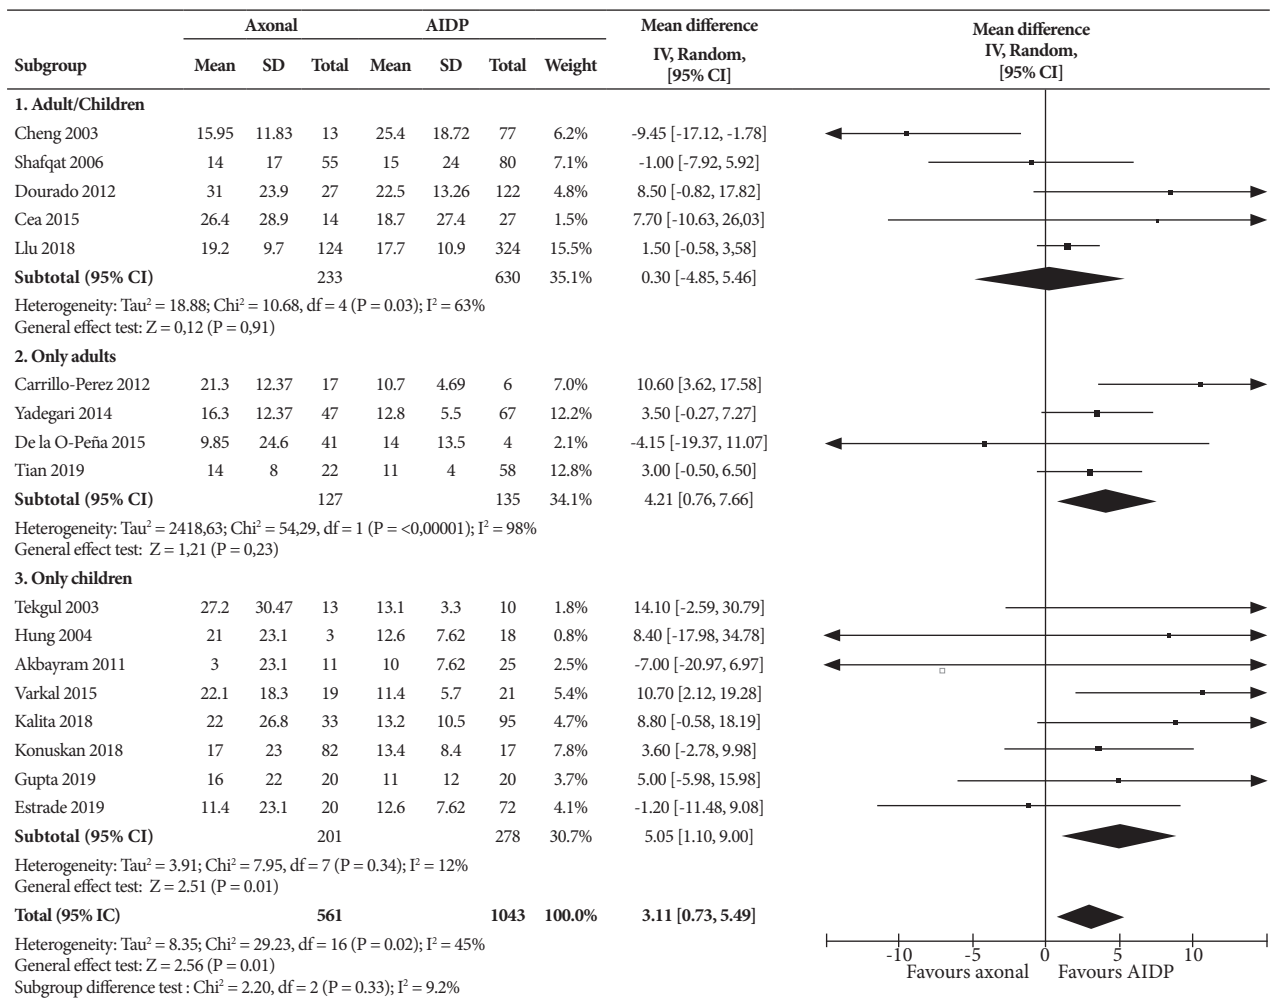 Axonal AIDP Mean difference Mean difference
Subgroup Mean SD Total Mean SD Total Weight IV, Random, [95% CI] IV, Random, [95% CI]
1. Adult/Children
Cheng 2003 15.95 11.83 13 25.4 18.72 77 6.2% -9.45 [-17.12, -1.78]
Shafqat 2006 14 17 55 15 24 80 7.1% -1.00 [-7.92, 5.92]
Dourado 2012 31 23.9 27 22.5 13.26 122 4.8% 8.50 [-0.82, 17.82]
Cea 2015 26.4 28.9 14 18.7 27.4 27 1.5% 7.70 [-10.63, 26,03]
Llu 2018 19.2 9.7 124 17.7 10.9 324 15.5% 1.50 [-0.58, 3,58]
Subtotal (95% CI) 233 630 35.1% 0.30 [-4.85, 5.46]
Heterogeneity: Tau² = 18.88; Chi² = 10.68, df = 4 (P = 0.03); I² = 63%
General effect test: Z = 0,12 (P = 0,91)
2. Only adults
Carrillo-Perez 2012 21.3 12.37 17 10.7 4.69 6 7.0% 10.60 [3.62, 17.58]
Yadegari 2014 16.3 12.37 47 12.8 5.5 67 12.2% 3.50 [-0.27, 7.27]
De la O-Peña 2015 9.85 24.6 41 14 13.5 4 2.1% -4.15 [-19.37, 11.07]
Tian 2019 14 8 22 11 4 58 12.8% 3.00 [-0.50, 6.50]
Subtotal (95% CI) 127 135 34.1% 4.21 [0.76, 7.66]
Heterogeneity: Tau² = 2418,63; Chi² = 54,29, df = 1 (P = <0,00001); I² = 98%
General effect test: Z = 1,21 (P = 0,23)
3. Only children
Tekgul 2003 27.2 30.47 13 13.1 3.3 10 1.8% 14.10 [-2.59, 30.79]
Hung 2004 21 23.1 3 12.6 7.62 18 0.8% 8.40 [-17.98, 34.78]
Akbayram 2011 3 23.1 11 10 7.62 25 2.5% -7.00 [-20.97, 6.97]
Varkal 2015 22.1 18.3 19 11.4 5.7 21 5.4% 10.70 [2.12, 19.28]
Kalita 2018 22 26.8 33 13.2 10.5 95 4.7% 8.80 [-0.58, 18.19]
Konuskan 2018 17 23 82 13.4 8.4 17 7.8% 3.60 [-2.78, 9.98]
Gupta 2019 16 22 20 11 12 20 3.7% 5.00 [-5.98, 15.98]
Estrade 2019 11.4 23.1 20 12.6 7.62 72 4.1% -1.20 [-11.48, 9.08]
Subtotal (95% CI) 201 278 30.7% 5.05 [1.10, 9.00]
Heterogeneity: Tau² = 3.91; Chi² = 7.95, df = 7 (P = 0.34); I² = 12%
General effect test: Z = 2.51 (P = 0.01)
Total (95% IC) 561 1043 100.0% 3.11 [0.73, 5.49]
Heterogeneity: Tau² = 8.35; Chi² = 29.23, df = 16 (P = 0.02); I² = 45%
General effect test: Z = 2.56 (P = 0.01)
Subgroup difference test : Chi² = 2.20, df = 2 (P = 0.33); I² = 9.2%
-10 -5 0 5 10
Favours axonal Favours AIDP